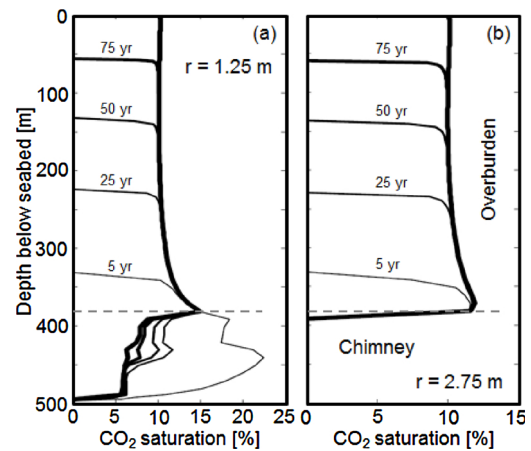 0
(a)
(b)
75 yr
75 yr
r = 1.25 m
100
50 yr
50 yr
200
25 yr
25 yr
Overburden
Depth below seabed [m]
300
5 yr
5 yr
400
Chimney
r = 2.75 m
500
0 5 10 15 20 25
0 5 10 15
CO₂ saturation [%]
CO₂ saturation [%]